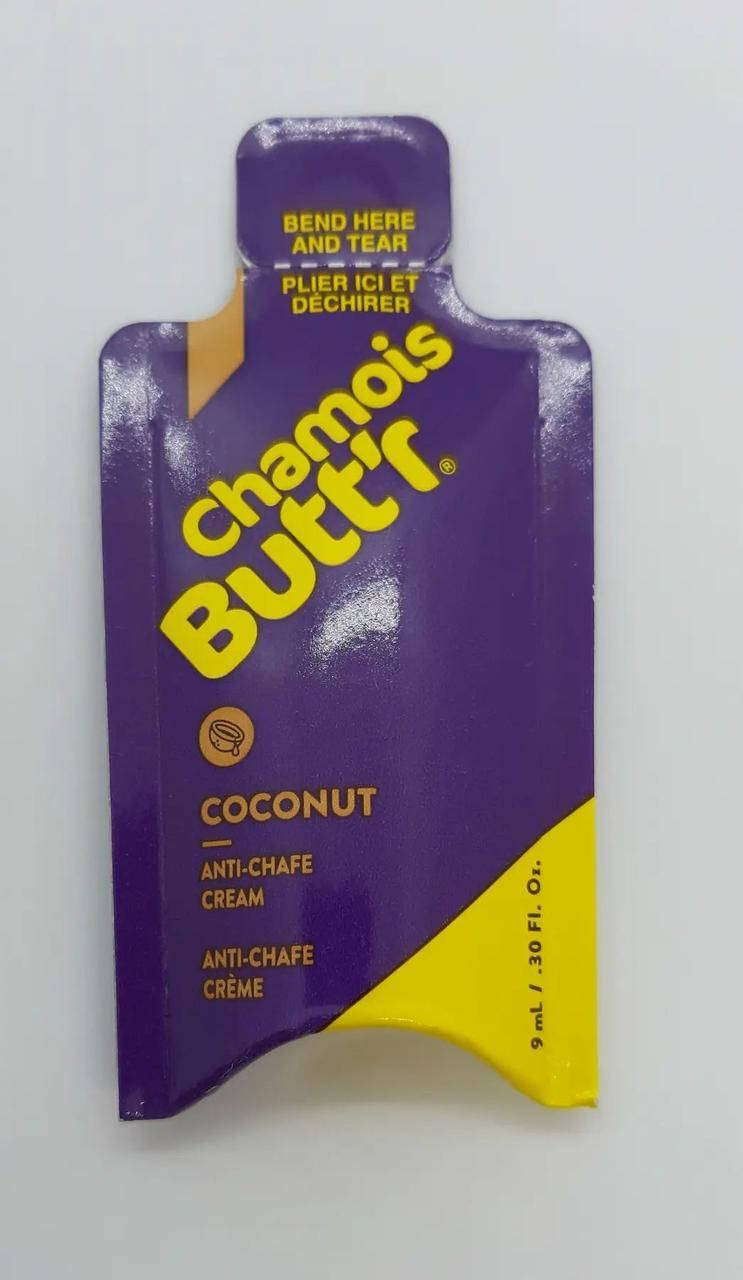 BEND HERE
AND TEAR
PLIER ICI ET
DÉCHIRER
Chamois
Butt'r®
COCONUT
ANTI-CHAFE
CREAM
ANTI-CHAFE
CRÈME
9 mL / .30 Fl. Oz.